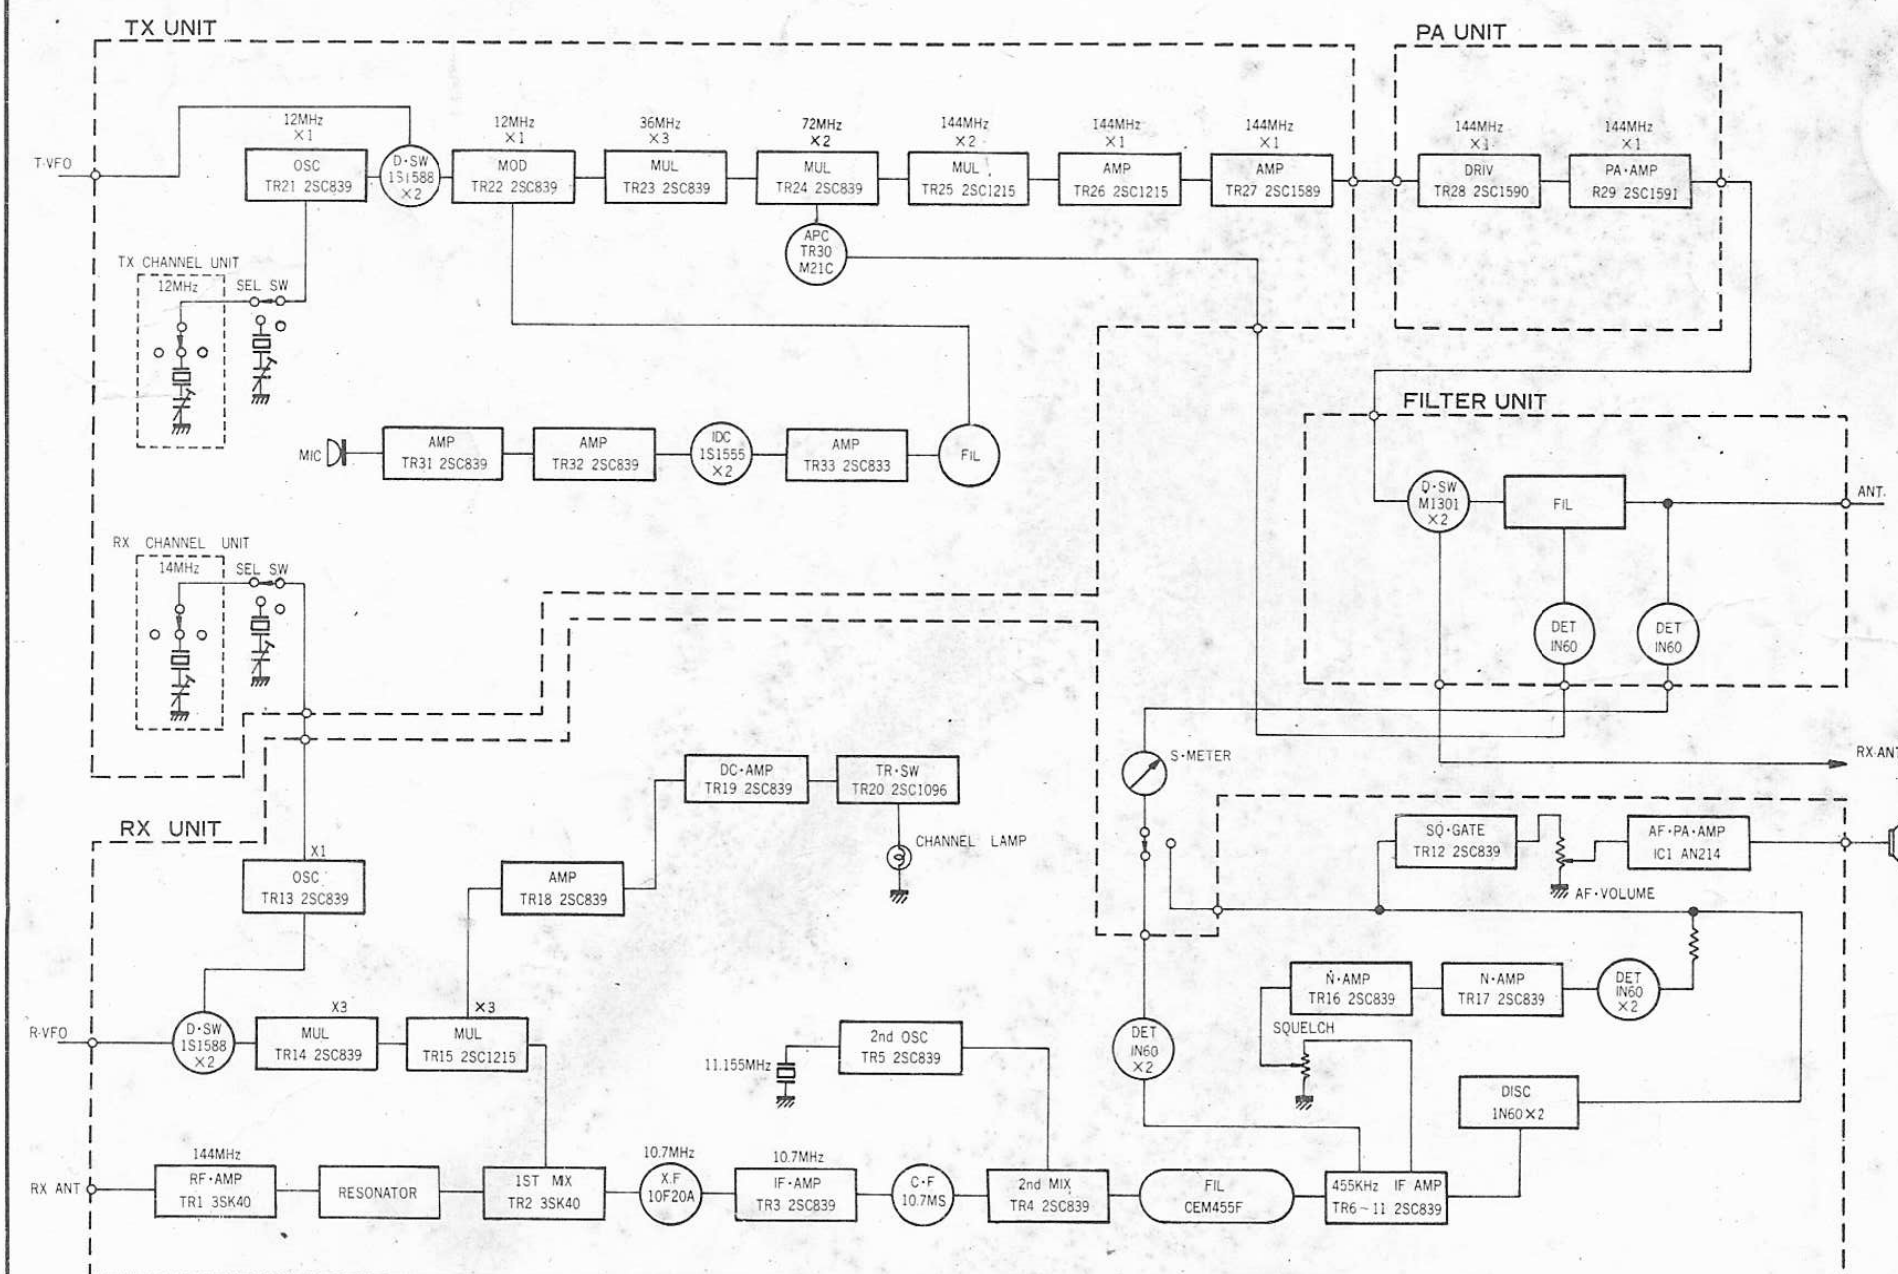 TX UNIT
PA UNIT
T·VFO
12MHz
×1
OSC
TR21 2SC839
D·SW
1S1588
×2
12MHz
×1
MOD
TR22 2SC839
36MHz
×3
MUL
TR23 2SC839
72MHz
×2
MUL
TR24 2SC839
144MHz
×2
MUL
TR25 2SC1215
144MHz
×1
AMP
TR26 2SC1215
144MHz
×1
AMP
TR27 2SC1589
144MHz
×1
DRIV
TR28 2SC1590
144MHz
×1
PA·AMP
R29 2SC1591
APC
TR30
M21C
TX CHANNEL UNIT
12MHz
SEL SW
MIC
AMP
TR31 2SC839
AMP
TR32 2SC839
IDC
1S1555
×2
AMP
TR33 2SC833
FIL
FILTER UNIT
D·SW
M1301
×2
FIL
ANT.
DET
IN60
DET
IN60
RX CHANNEL UNIT
14MHz
SEL SW
S·METER
RX·ANT
DC·AMP
TR19 2SC839
TR·SW
TR20 2SC1096
CHANNEL LAMP
RX UNIT
X1
OSC
TR13 2SC839
AMP
TR18 2SC839
SQ·GATE
TR12 2SC839
AF·PA·AMP
IC1 AN214
AF·VOLUME
N·AMP
TR16 2SC839
N·AMP
TR17 2SC839
DET
IN60
×2
R·VFO
D·SW
1S1588
×2
X3
MUL
TR14 2SC839
×3
MUL
TR15 2SC1215
11.155MHz
2nd OSC
TR5 2SC839
DET
IN60
×2
SQUELCH
DISC
1N60×2
RX ANT
144MHz
RF·AMP
TR1 3SK40
RESONATOR
1ST MIX
TR2 3SK40
10.7MHz
X.F
10F20A
10.7MHz
IF·AMP
TR3 2SC839
C·F
10.7MS
2nd MIX
TR4 2SC839
FIL
CEM455F
455KHz IF AMP
TR6~11 2SC839